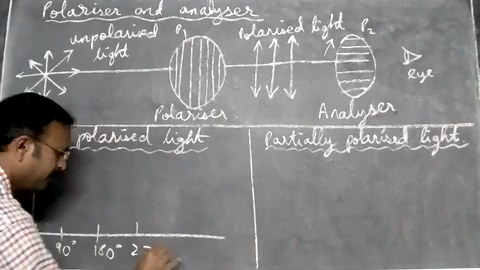 Polariser and analyser
unpolarised light
P1
Polarised light
P2
eye
Polariser
Analyser
polarised light
Partially polarised light
90° 180° 27